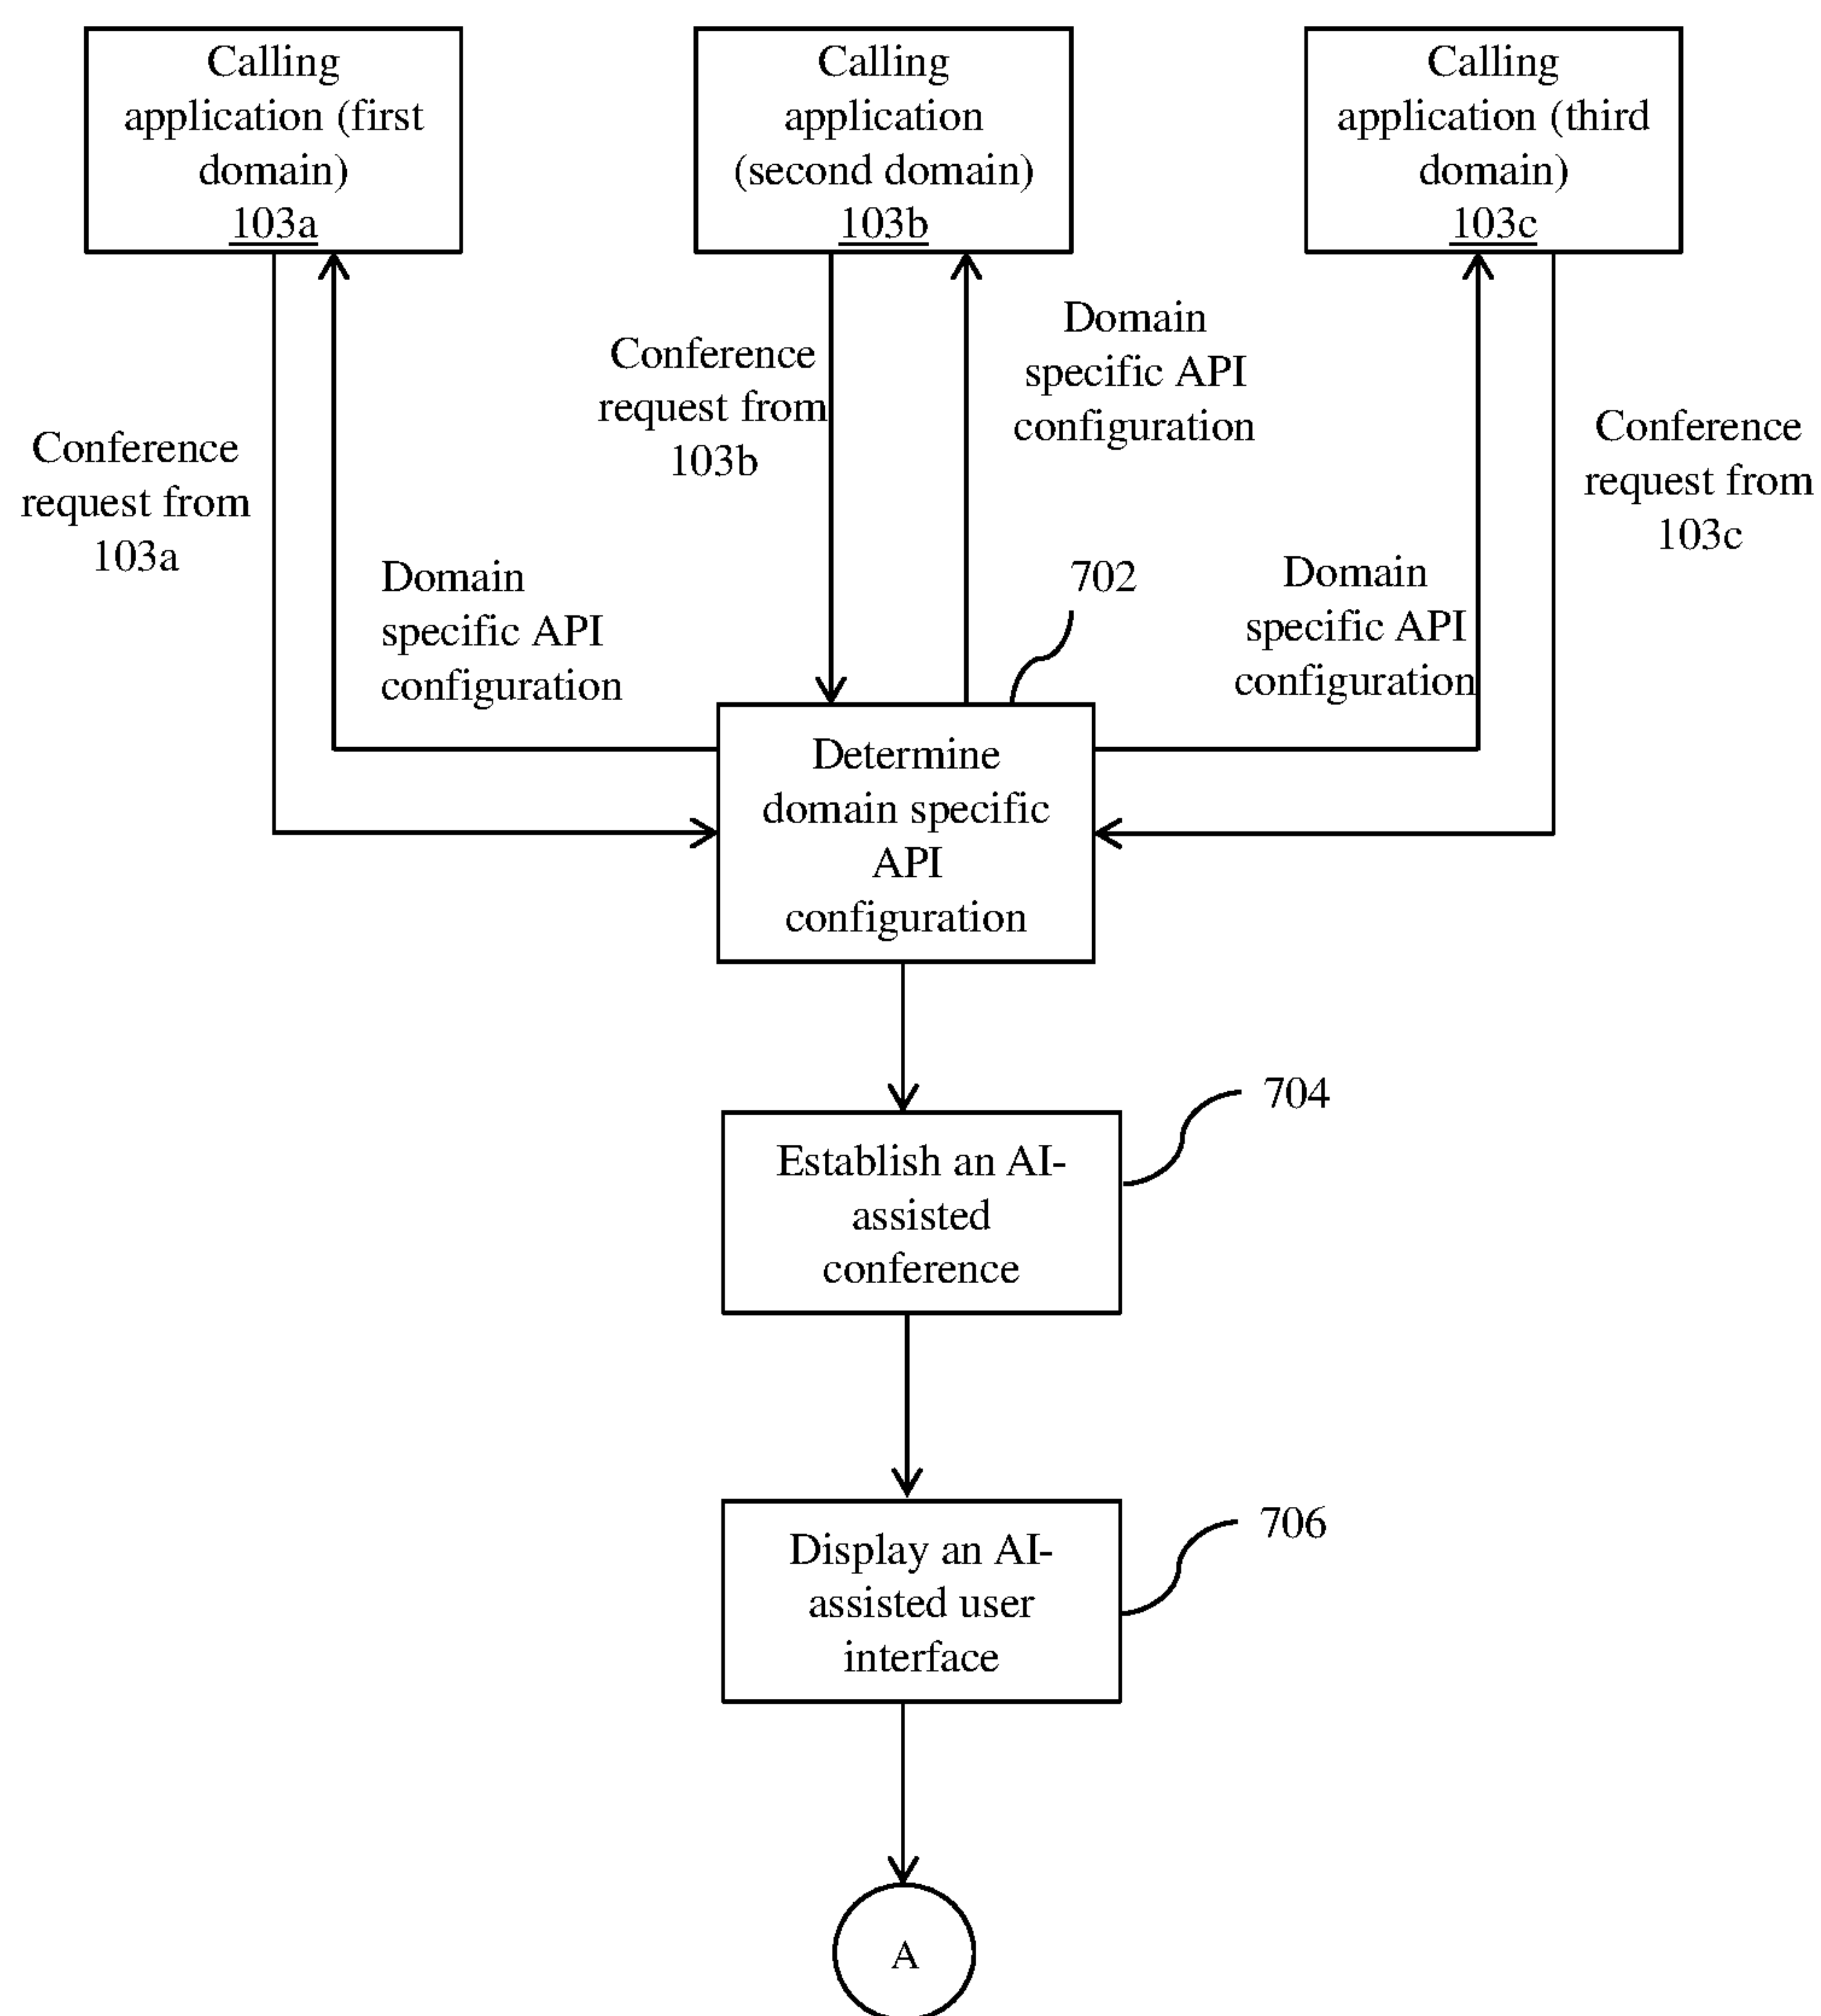 Calling
application (first
domain)
103a
Calling
application
(second domain)
103b
Calling
application (third
domain)
103c
Conference
request from
103a
Domain
specific API
configuration
Conference
request from
103b
Domain
specific API
configuration
702
Domain
specific API
configuration
Conference
request from
103c
Determine
domain specific
API
configuration
Establish an AI-
assisted
conference
704
Display an AI-
assisted user
interface
706
A